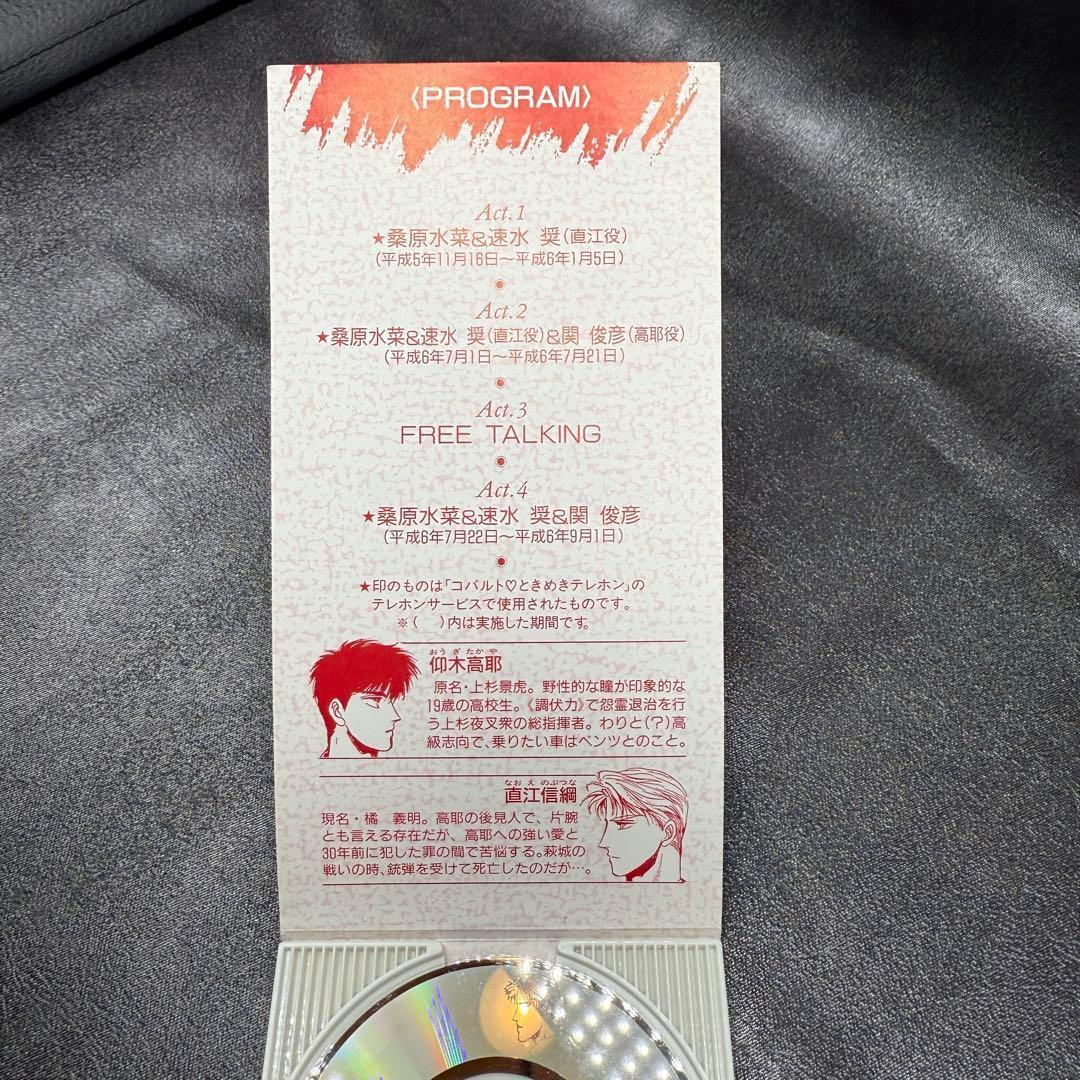 〈PROGRAM〉
Act.1
★桑原水菜&速水 奨(直江役)
(平成5年11月16日〜平成6年1月5日)
Act.2
★桑原水菜&速水 奨(直江役)&関 俊彦(高耶役)
(平成6年7月1日〜平成6年7月21日)
Act.3
FREE TALKING
Act.4
★桑原水菜&速水 奨&関 俊彦
(平成6年7月22日〜平成6年9月1日)
★印のものは「コバルト♡ときめきテレホン」の
テレホンサービスで使用されたものです。
※( )内は実施した期間です。
おうぎたかや
仰木高耶
原名・上杉景虎。野性的な瞳が印象的な
19歳の高校生。《調伏力》で怨霊退治を行
う上杉夜叉衆の総指揮者。わりと(?)高
級志向で、乗りたい車はベンツとのこと。
なおえのぶつな
直江信綱
現名・橘 義明。高耶の後見人で、片腕
とも言える存在だが、高耶への強い愛と
30年前に犯した罪の間で苦悩する。萩城の
戦いの時、銃弾を受けて死亡したのだが…。